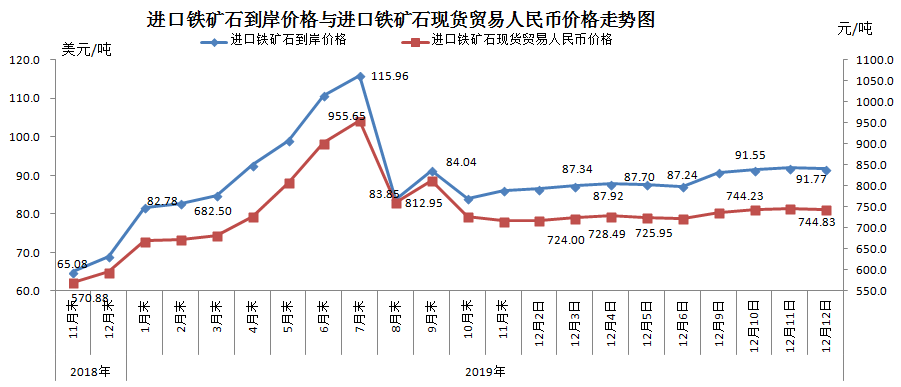 进口铁矿石到岸价格与进口铁矿石现货贸易人民币价格走势图
美元/吨
元/吨
进口铁矿石到岸价格
进口铁矿石现货贸易人民币价格
120.0
110.0
100.0
90.0
80.0
70.0
60.0
1100.0
1050.0
1000.0
950.0
900.0
850.0
800.0
750.0
700.0
650.0
600.0
550.0
65.08
82.78
115.96
83.85
84.04
87.34
87.92
87.70
87.24
91.55
91.77
570.88
682.50
955.65
812.95
724.00
728.49
725.95
744.23
744.83
11月末
12月末
1月末
2月末
3月末
4月末
5月末
6月末
7月末
8月末
9月末
10月末
11月末
12月2日
12月3日
12月4日
12月5日
12月6日
12月9日
12月10日
12月11日
12月12日
2018年
2019年